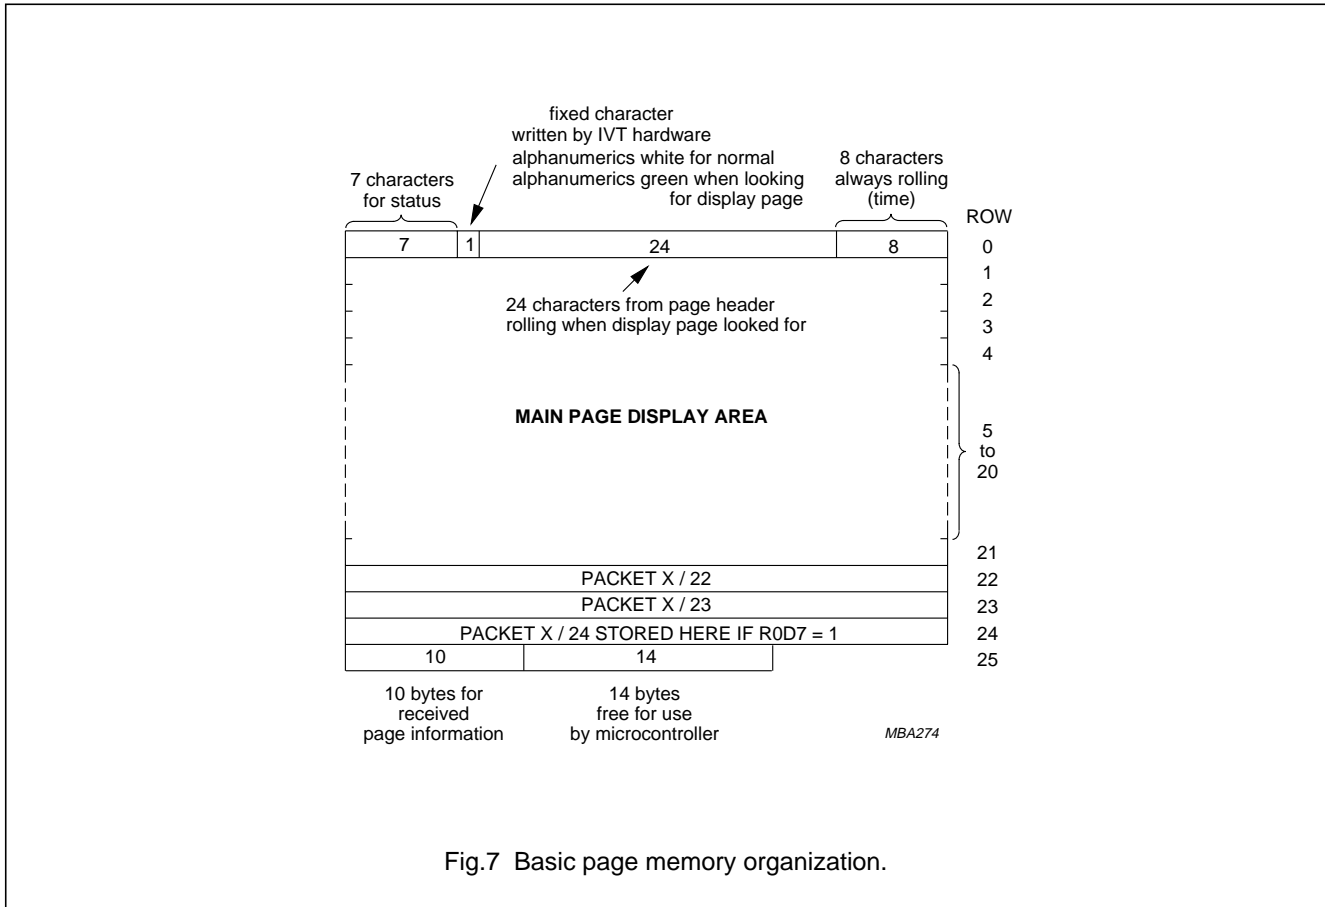 fixed character
written by IVT hardware
alphanumerics white for normal
alphanumerics green when looking
for display page
7 characters
for status
8 characters
always rolling
(time)
ROW
7
1
24
8
0
1
24 characters from page header
rolling when display page looked for
2
3
4
MAIN PAGE DISPLAY AREA
5
to
20
21
PACKET X / 22
22
PACKET X / 23
23
PACKET X / 24 STORED HERE IF R0D7 = 1
24
10
14
25
10 bytes for
received
page information
14 bytes
free for use
by microcontroller
MBA274
Fig.7 Basic page memory organization.